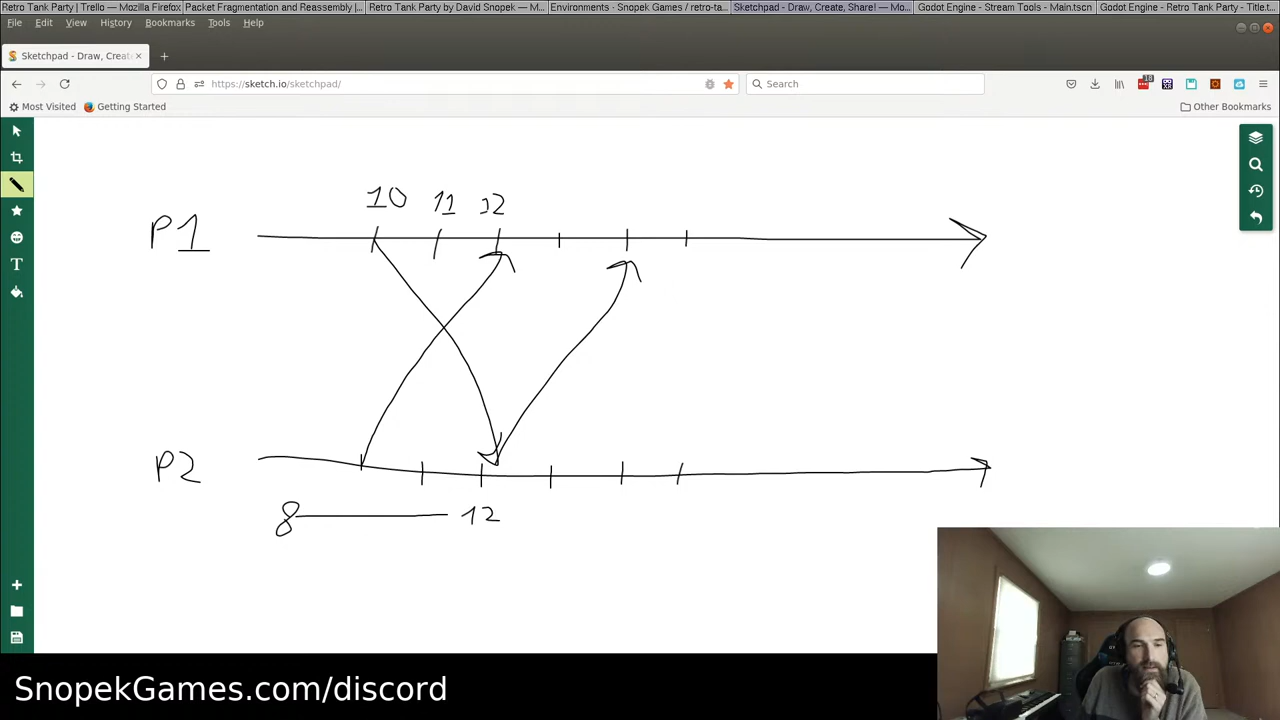 Retro Tank Party | Trello — Mozilla Firefox
Packet Fragmentation and Reassembly |...
Retro Tank Party by David Snopek — M...
Environments · Snopek Games / retro-ta...
Sketchpad - Draw, Create, Share! — Mo...
Godot Engine - Stream Tools - Main.tscn
Godot Engine - Retro Tank Party - Title.t...
File Edit View History Bookmarks Tools Help
Sketchpad - Draw, Creat
https://sketch.io/sketchpad/
Search
18
Most Visited
Getting Started
Other Bookmarks
10 11 12
P1
P2
8 12
SnopekGames.com/discord